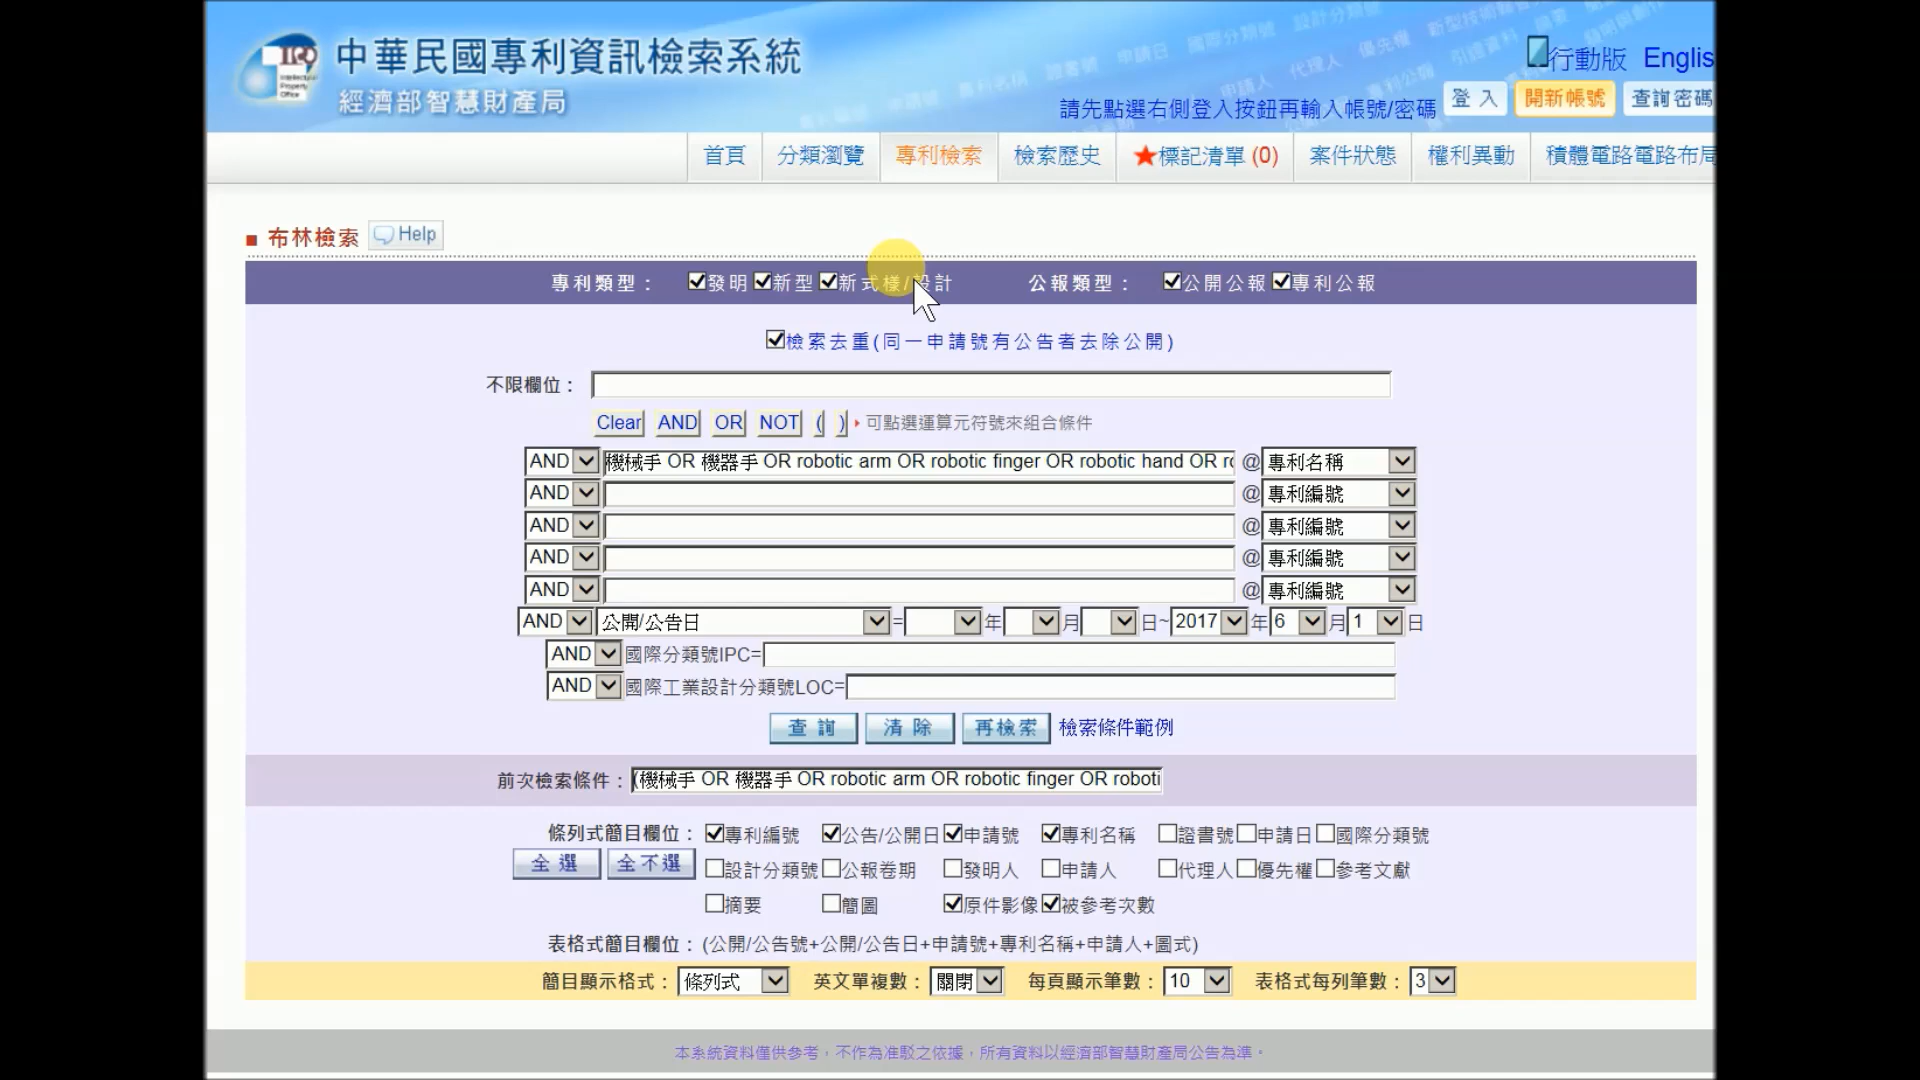 中華民國專利資訊檢索系統
經濟部智慧財產局
行動版 Englis
請先點選右側登入按鈕再輸入帳號/密碼 登入 開新帳號 查詢密碼
首頁 分類瀏覽 專利檢索 檢索歷史 ★標記清單 (0) 案件狀態 權利異動 積體電路電路布局
布林檢索 Help
專利類型： 發明 新型 新式樣/設計 公報類型： 公開公報 專利公報
檢索去重(同一申請號有公告者去除公開)
不限欄位：
Clear AND OR NOT ( ) 可點選運算元符號來組合條件
AND 機械手 OR 機器手 OR robotic arm OR robotic finger OR robotic hand OR ro @ 專利名稱
AND @ 專利編號
AND @ 專利編號
AND @ 專利編號
AND @ 專利編號
AND 公開/公告日 = 年 月 日~ 2017 年 6 月 1 日
AND 國際分類號IPC=
AND 國際工業設計分類號LOC=
查詢 清除 再檢索 檢索條件範例
前次檢索條件： (機械手 OR 機器手 OR robotic arm OR robotic finger OR roboti
條列式簡目欄位： 專利編號 公告/公開日 申請號 專利名稱 證書號 申請日 國際分類號
全選 全不選 設計分類號 公報卷期 發明人 申請人 代理人 優先權 參考文獻
摘要 簡圖 原件影像 被參考次數
表格式簡目欄位： (公開/公告號+公開/公告日+申請號+專利名稱+申請人+圖式)
簡目顯示格式： 條列式 英文單複數： 關閉 每頁顯示筆數： 10 表格式每列筆數： 3
本系統資料僅供參考，不作為准駁之依據，所有資料以經濟部智慧財產局公告為準。